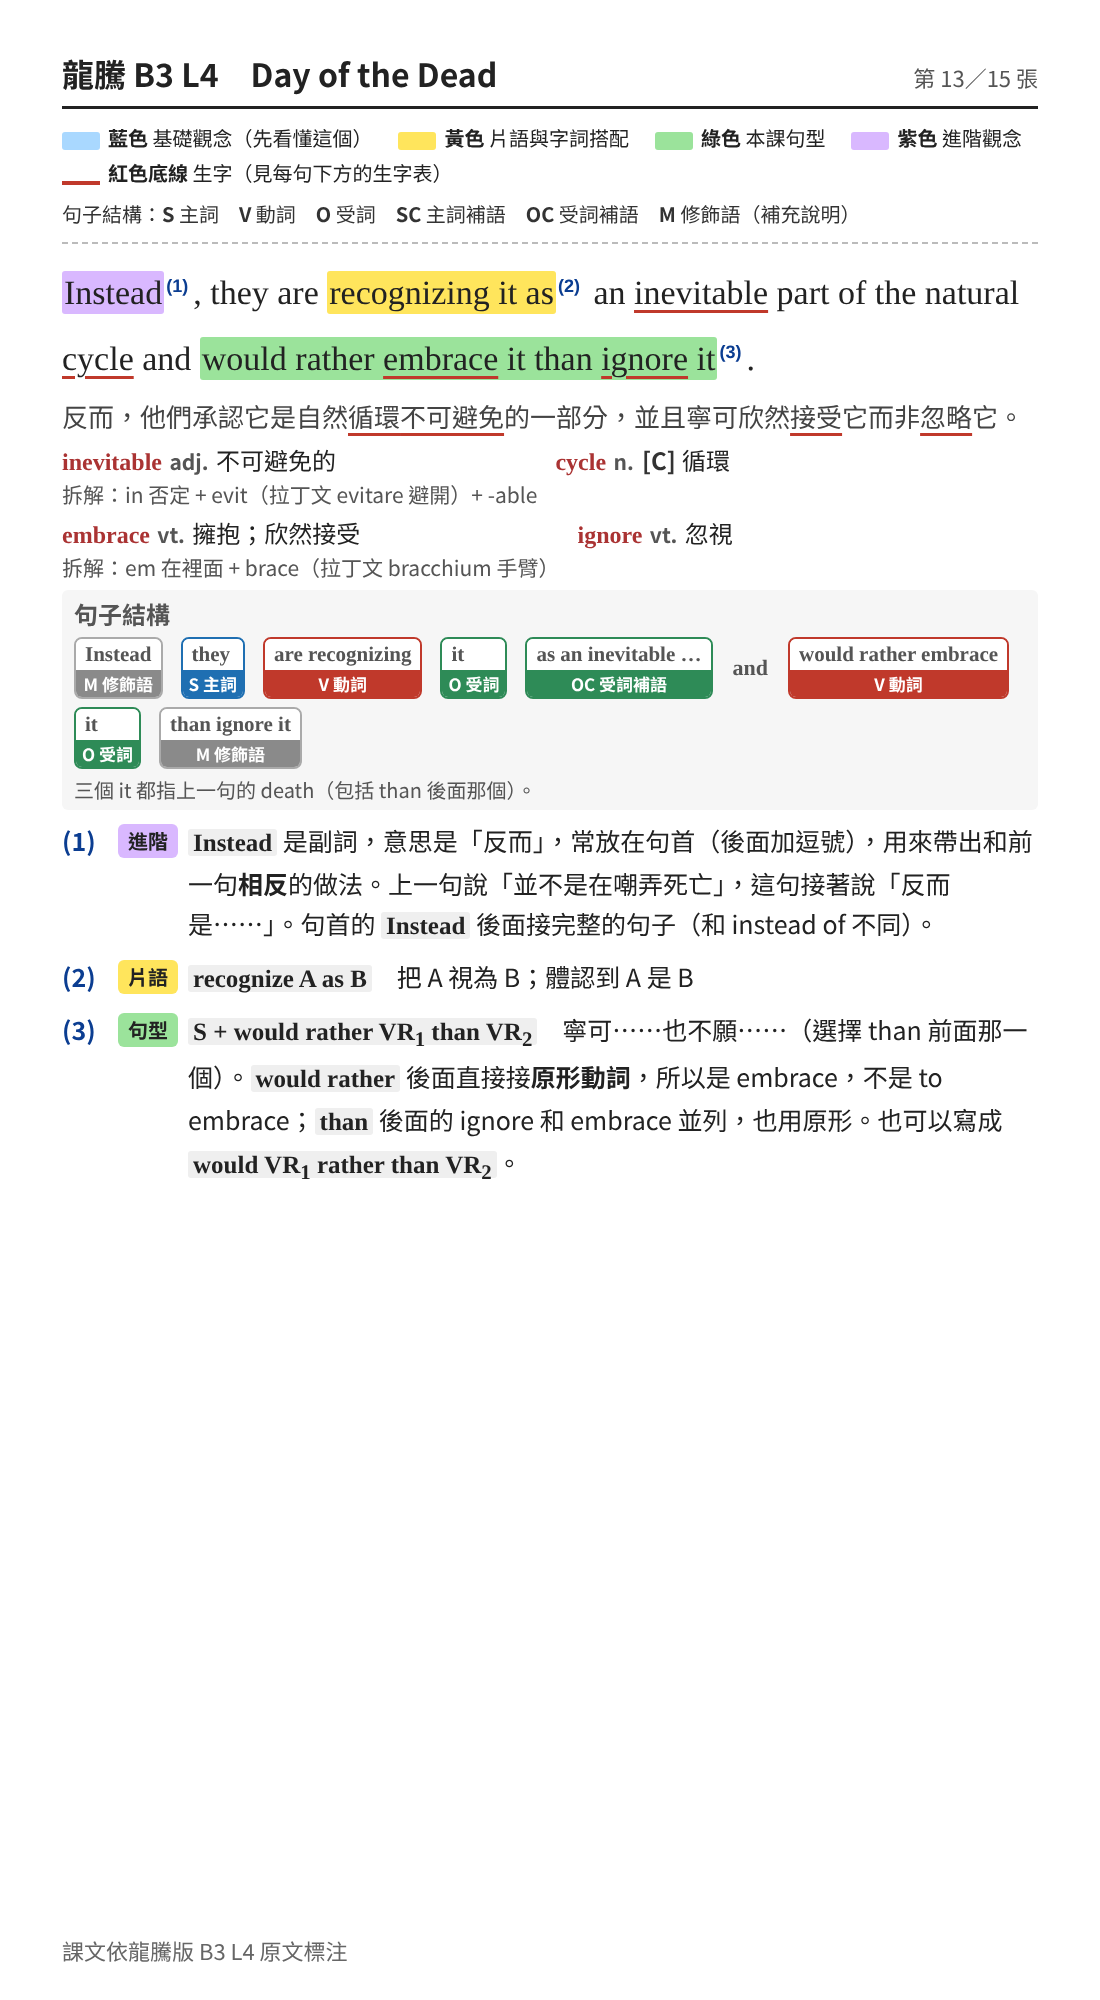 龍騰 B3 L4　Day of the Dead
第 13／15 張
藍色 基礎觀念（先看懂這個） 黃色 片語與字詞搭配 綠色 本課句型 紫色 進階觀念
紅色底線 生字（見每句下方的生字表）
句子結構：S 主詞　V 動詞　O 受詞　SC 主詞補語　OC 受詞補語　M 修飾語（補充說明）
Instead(1), they are recognizing it as(2) an inevitable part of the natural
cycle and would rather embrace it than ignore it(3).
反而，他們承認它是自然循環不可避免的一部分，並且寧可欣然接受它而非忽略它。
inevitable adj. 不可避免的 cycle n. [C] 循環
拆解：in 否定 + evit（拉丁文 evitare 避開）+ -able
embrace vt. 擁抱；欣然接受 ignore vt. 忽視
拆解：em 在裡面 + brace（拉丁文 bracchium 手臂）
句子結構
Instead they are recognizing it as an inevitable … and would rather embrace
M 修飾語 S 主詞 V 動詞 O 受詞 OC 受詞補語 V 動詞
it than ignore it
O 受詞 M 修飾語
三個 it 都指上一句的 death（包括 than 後面那個）。
(1) 進階 Instead 是副詞，意思是「反而」，常放在句首（後面加逗號），用來帶出和前
一句相反的做法。上一句說「並不是在嘲弄死亡」，這句接著說「反而
是⋯⋯」。句首的 Instead 後面接完整的句子（和 instead of 不同）。
(2) 片語 recognize A as B　把 A 視為 B；體認到 A 是 B
(3) 句型 S + would rather VR₁ than VR₂　寧可⋯⋯也不願⋯⋯（選擇 than 前面那一
個）。would rather 後面直接接原形動詞，所以是 embrace，不是 to
embrace；than 後面的 ignore 和 embrace 並列，也用原形。也可以寫成
would VR₁ rather than VR₂。
課文依龍騰版 B3 L4 原文標注